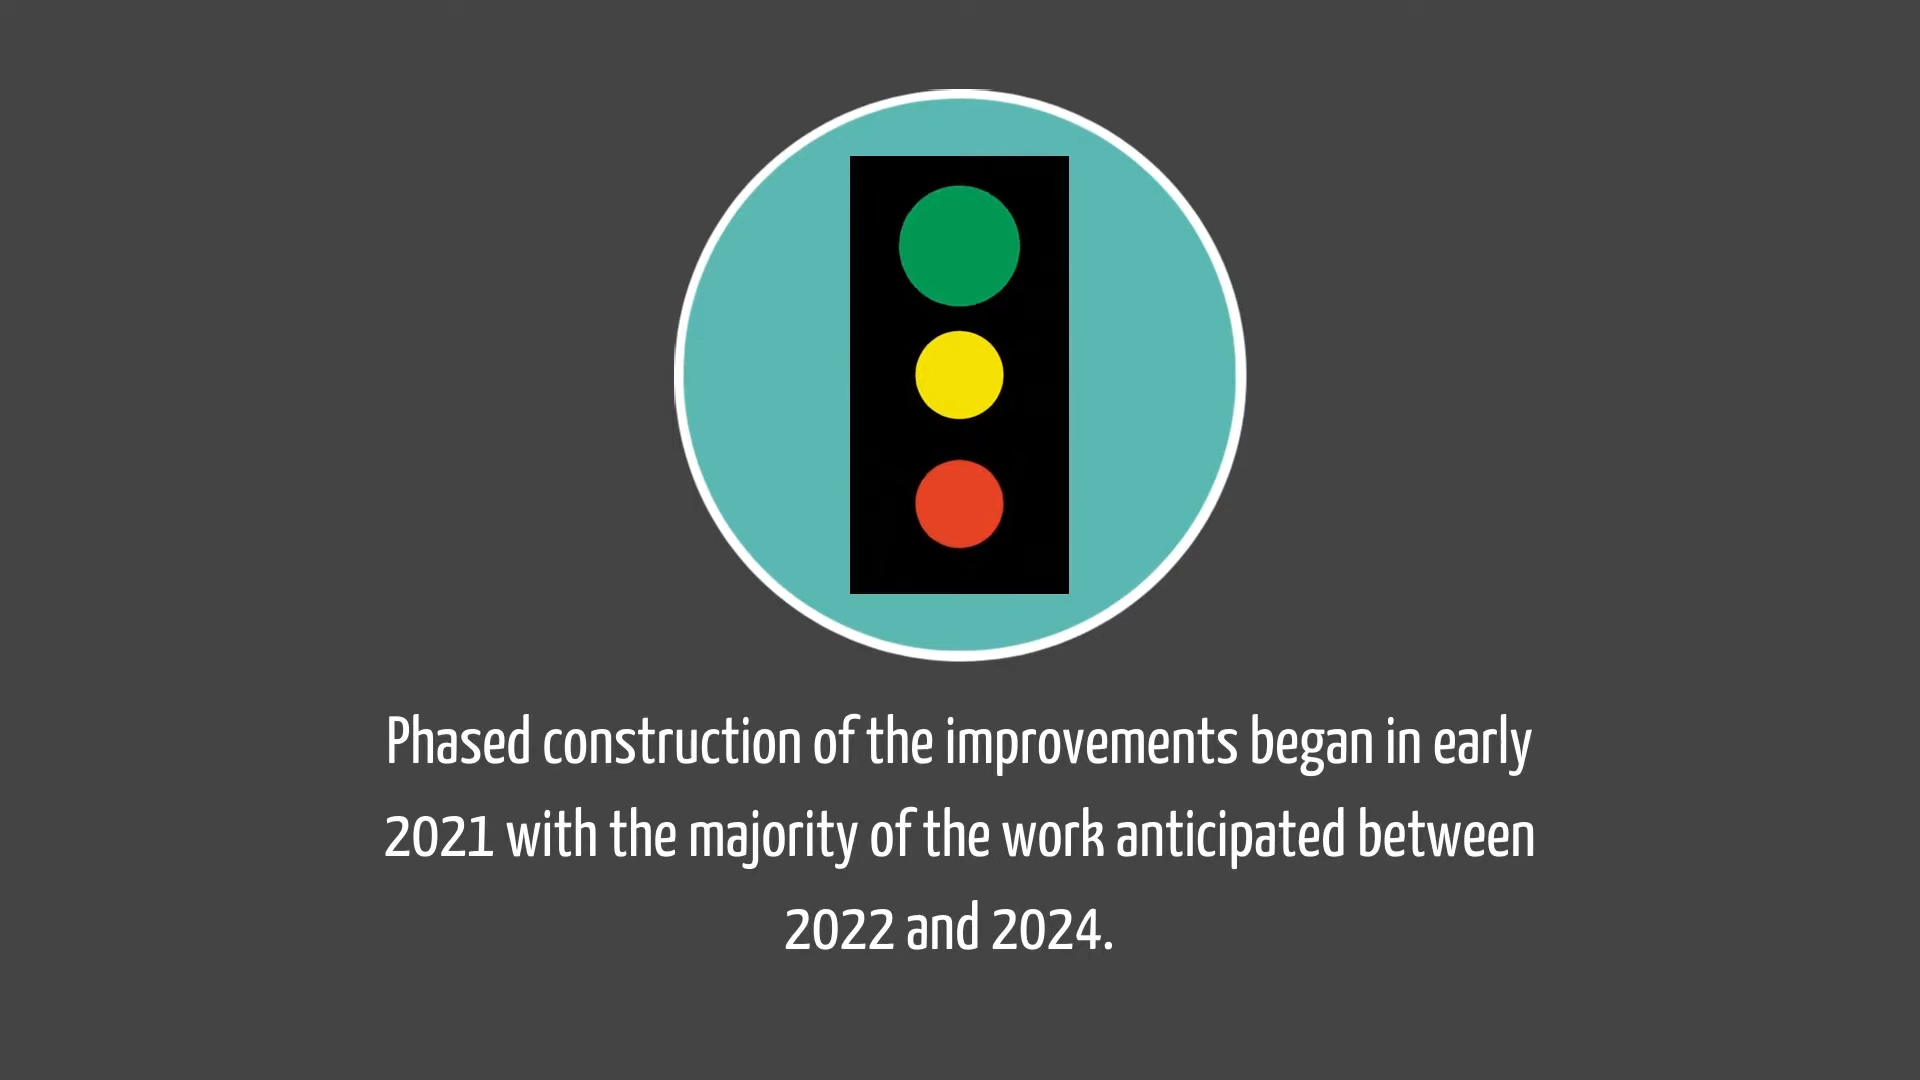 Phased construction of the improvements began in early
2021 with the majority of the work anticipated between
2022 and 2024.